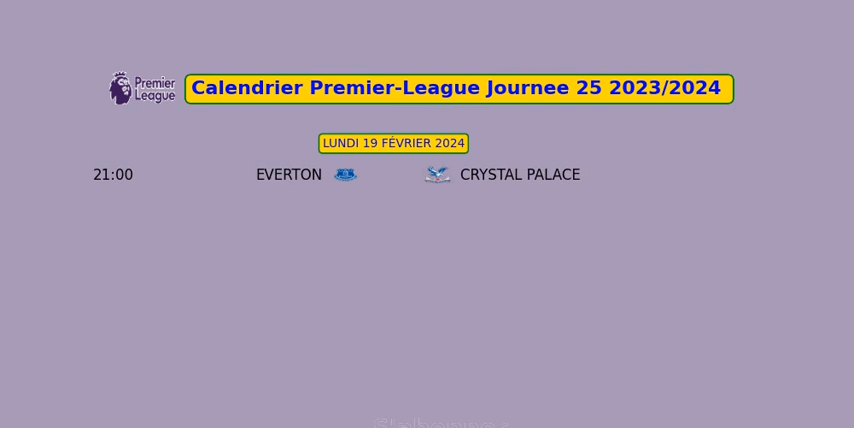 Premier
League
Calendrier Premier-League Journee 25 2023/2024
LUNDI 19 FÉVRIER 2024
21:00 EVERTON CRYSTAL PALACE